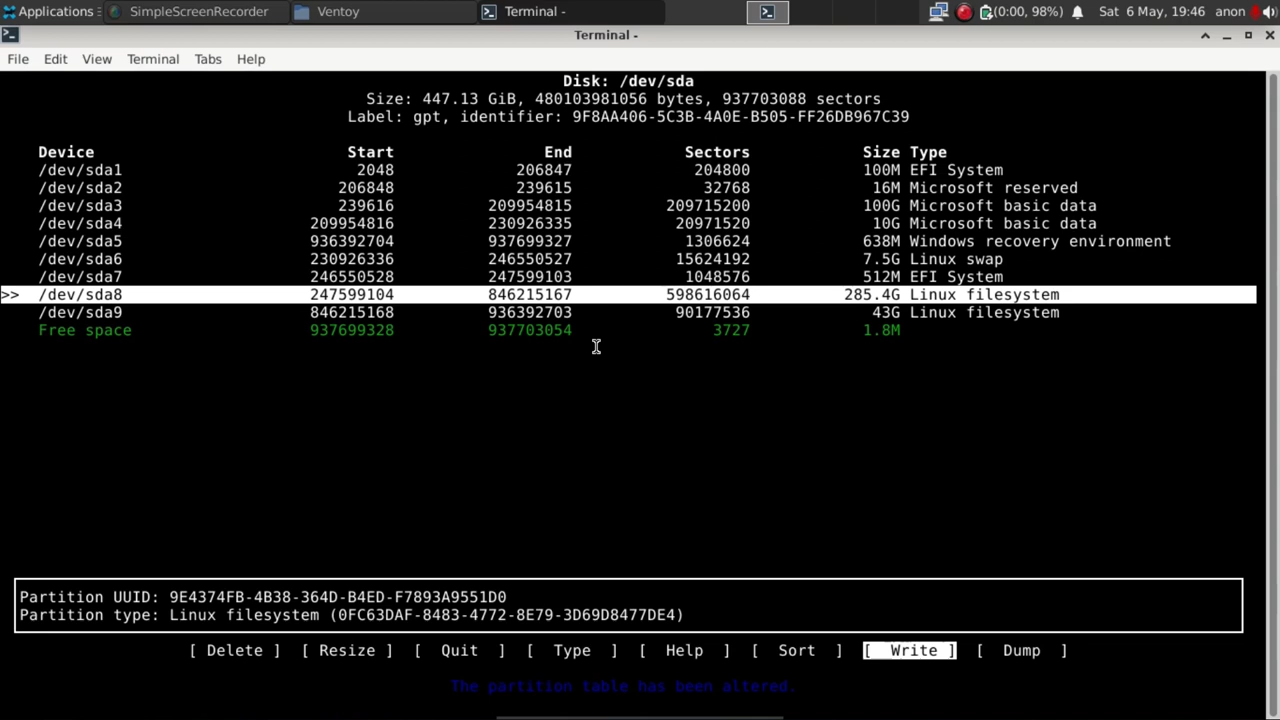 Applications SimpleScreenRecorder Ventoy Terminal - (0:00, 98%) Sat 6 May, 19:46 anon
Terminal -
File Edit View Terminal Tabs Help
Disk: /dev/sda
Size: 447.13 GiB, 480103981056 bytes, 937703088 sectors
Label: gpt, identifier: 9F8AA406-5C3B-4A0E-B505-FF26DB967C39
Device Start End Sectors Size Type
/dev/sda1 2048 206847 204800 100M EFI System
/dev/sda2 206848 239615 32768 16M Microsoft reserved
/dev/sda3 239616 209954815 209715200 100G Microsoft basic data
/dev/sda4 209954816 230926335 20971520 10G Microsoft basic data
/dev/sda5 936392704 937699327 1306624 638M Windows recovery environment
/dev/sda6 230926336 246550527 15624192 7.5G Linux swap
/dev/sda7 246550528 247599103 1048576 512M EFI System
>> /dev/sda8 247599104 846215167 598616064 285.4G Linux filesystem
/dev/sda9 846215168 936392703 90177536 43G Linux filesystem
Free space 937699328 937703054 3727 1.8M
Partition UUID: 9E4374FB-4B38-364D-B4ED-F7893A9551D0
Partition type: Linux filesystem (0FC63DAF-8483-4772-8E79-3D69D8477DE4)
[ Delete ] [ Resize ] [ Quit ] [ Type ] [ Help ] [ Sort ] [ Write ] [ Dump ]
The partition table has been altered.